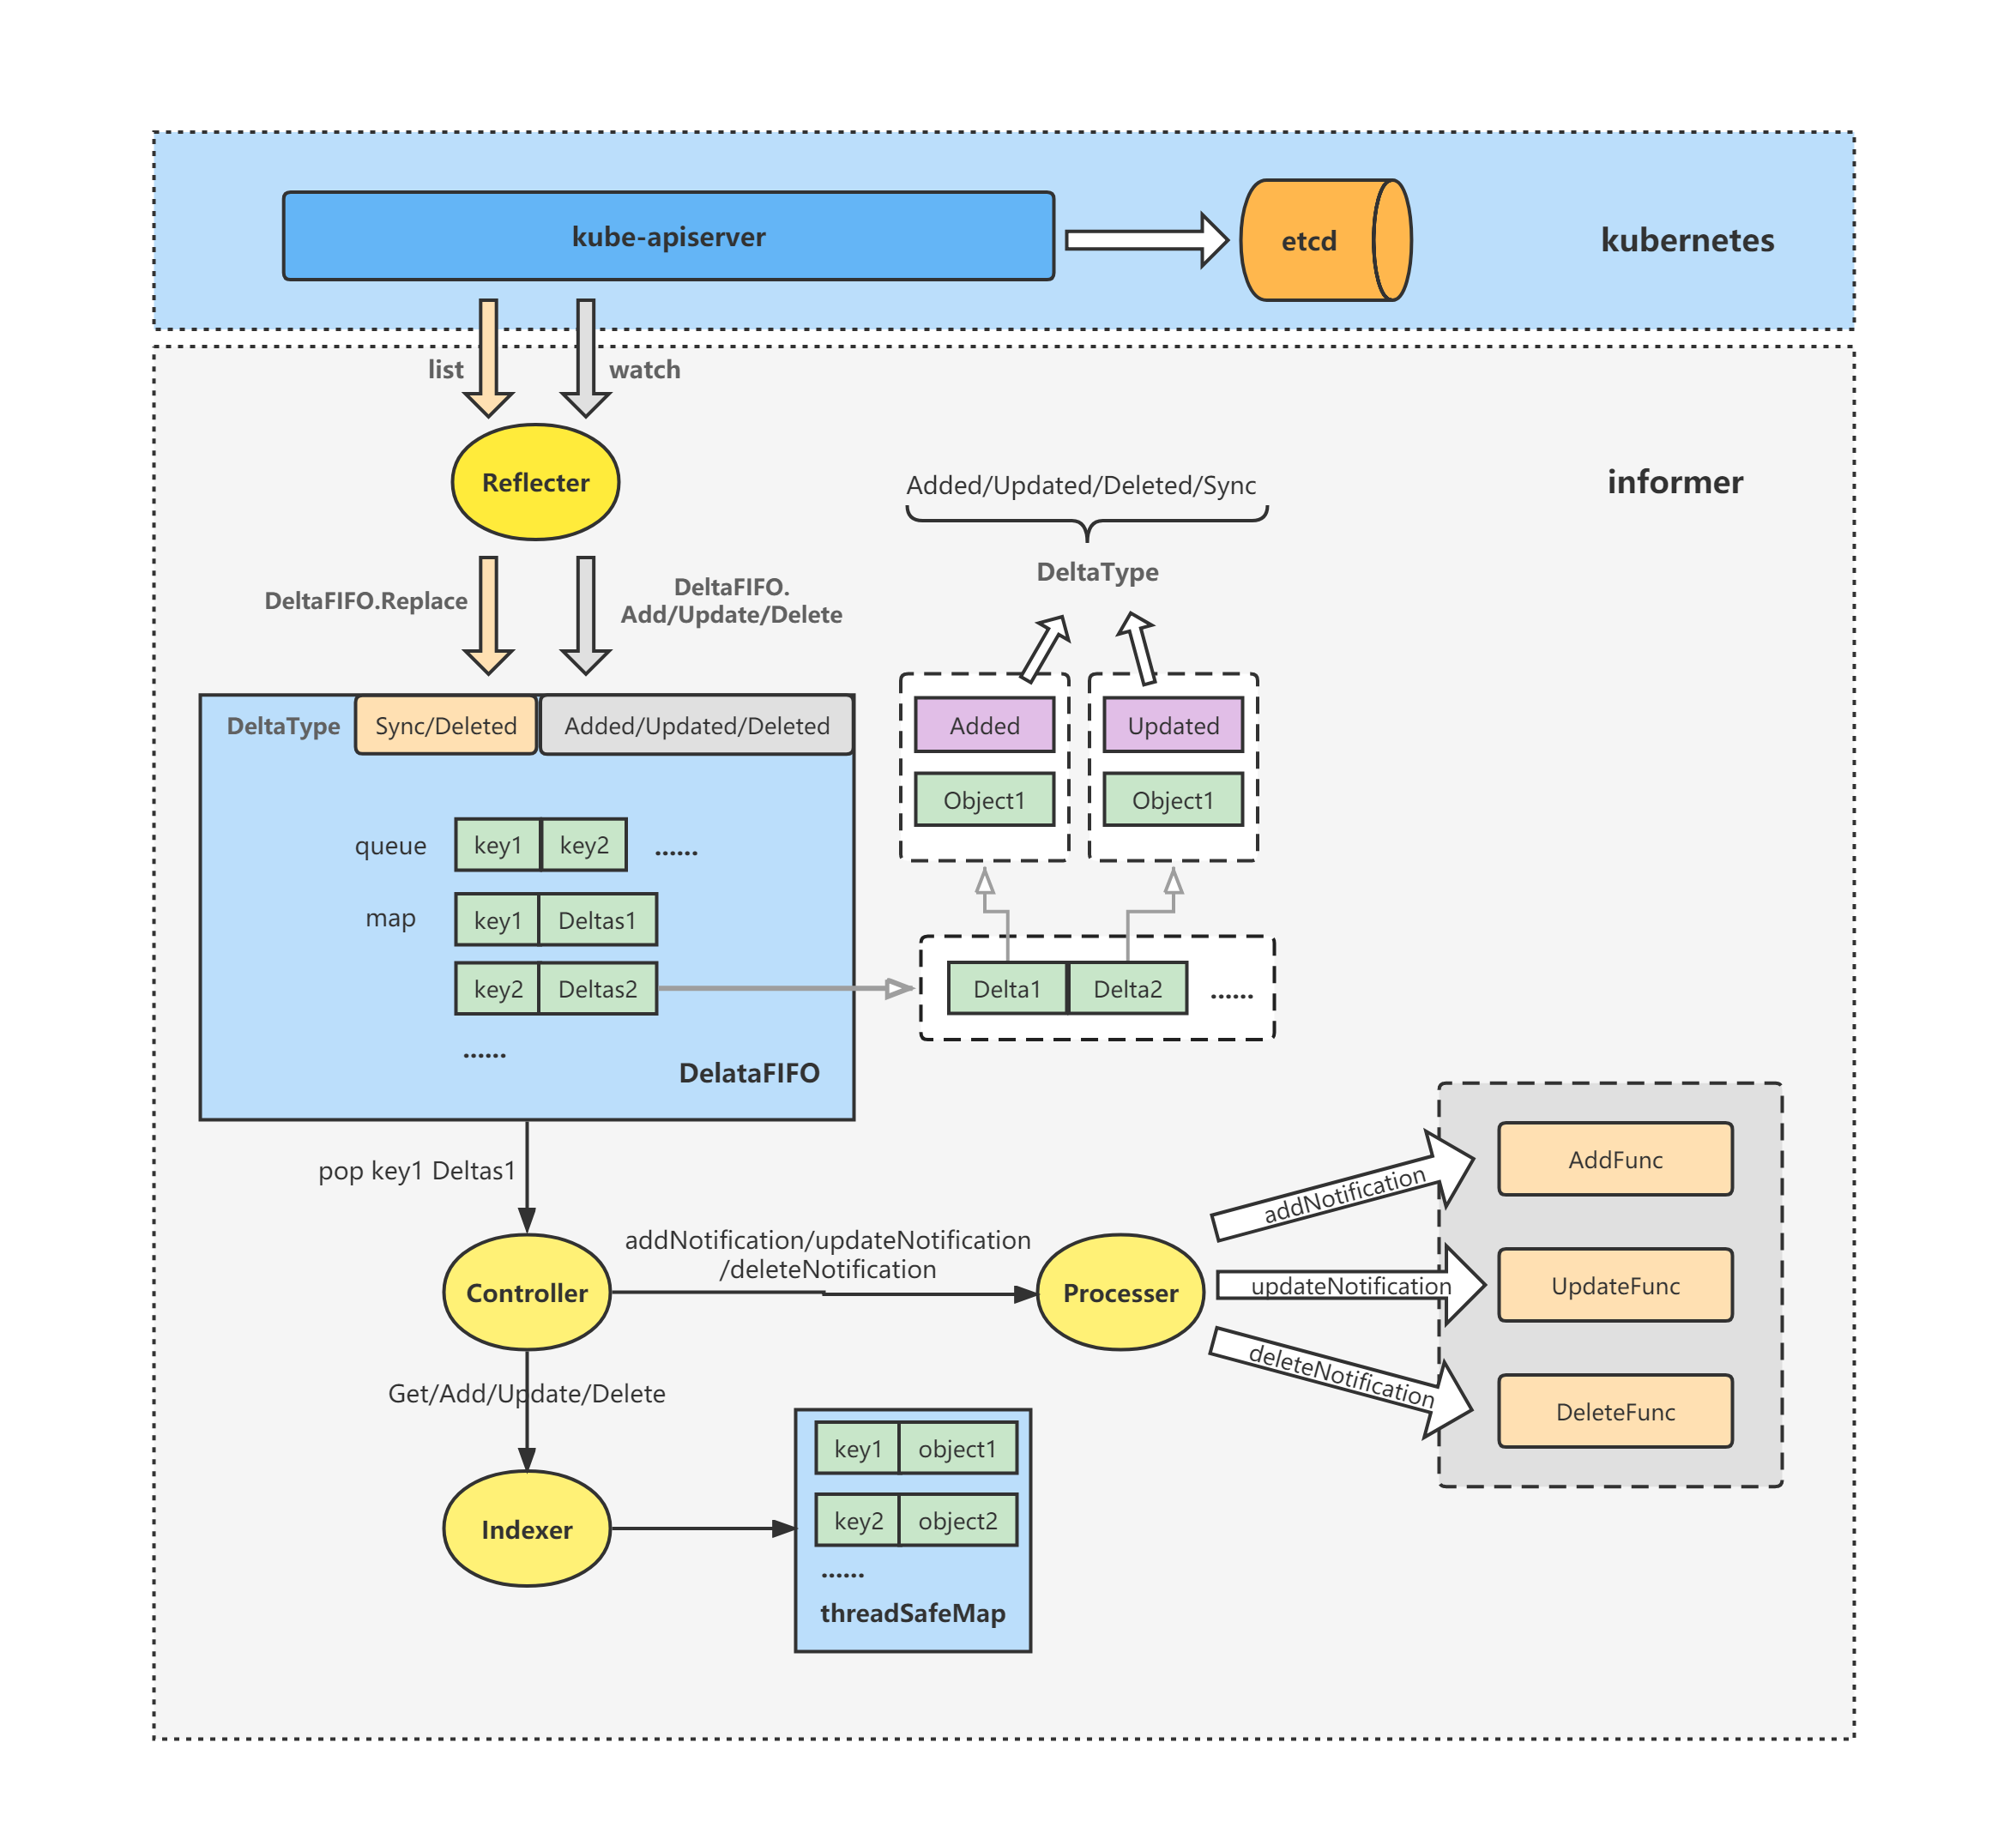 kube-apiserver
etcd
kubernetes
list
watch
Reflecter
informer
Added/Updated/Deleted/Sync
DeltaType
DeltaFIFO.Replace
DeltaFIFO.
Add/Update/Delete
DeltaType
Sync/Deleted
Added/Updated/Deleted
Added
Updated
Object1
Object1
queue
key1
key2
......
map
key1
Deltas1
key2
Deltas2
......
DelataFIFO
Delta1
Delta2
......
pop key1 Deltas1
Controller
addNotification/updateNotification
/deleteNotification
Processer
addNotification
updateNotification
deleteNotification
AddFunc
UpdateFunc
DeleteFunc
Get/Add/Update/Delete
Indexer
key1
object1
key2
object2
......
threadSafeMap